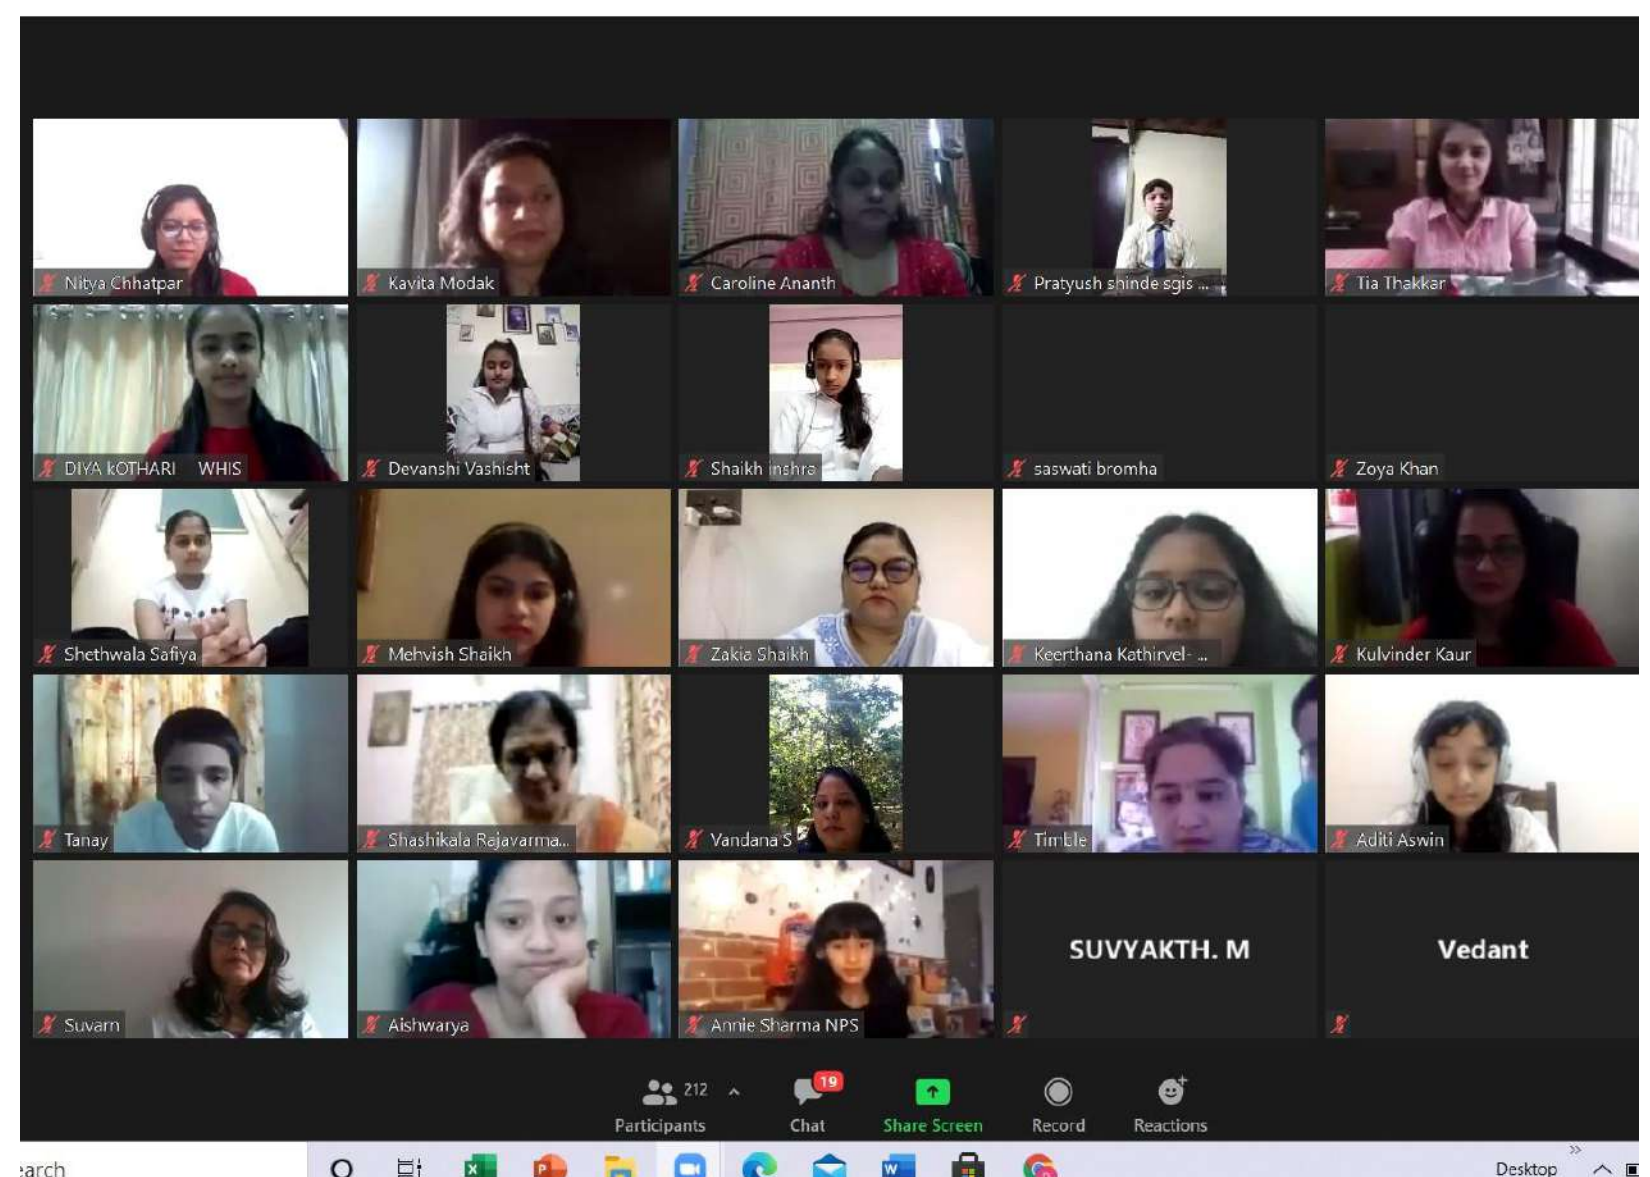 Nitya Chhatpar
Kavita Modak
Caroline Ananth
Pratyush shinde sgis ...
Tia Thakkar
DIYA kOTHARI WHIS
Devanshi Vashisht
Shaikh inshra
saswati bromha
Zoya Khan
Shethwala Safiya
Mehvish Shaikh
Zakia Shaikh
Keerthana Kathirvel- ...
Kulvinder Kaur
Tanay
Shashikala Rajavarma...
Vandana S
Timble
Aditi Aswin
Suvarn
Aishwarya
Annie Sharma NPS
SUVYAKTH. M
Vedant
212
19
Participants
Chat
Share Screen
Record
Reactions
earch
Desktop